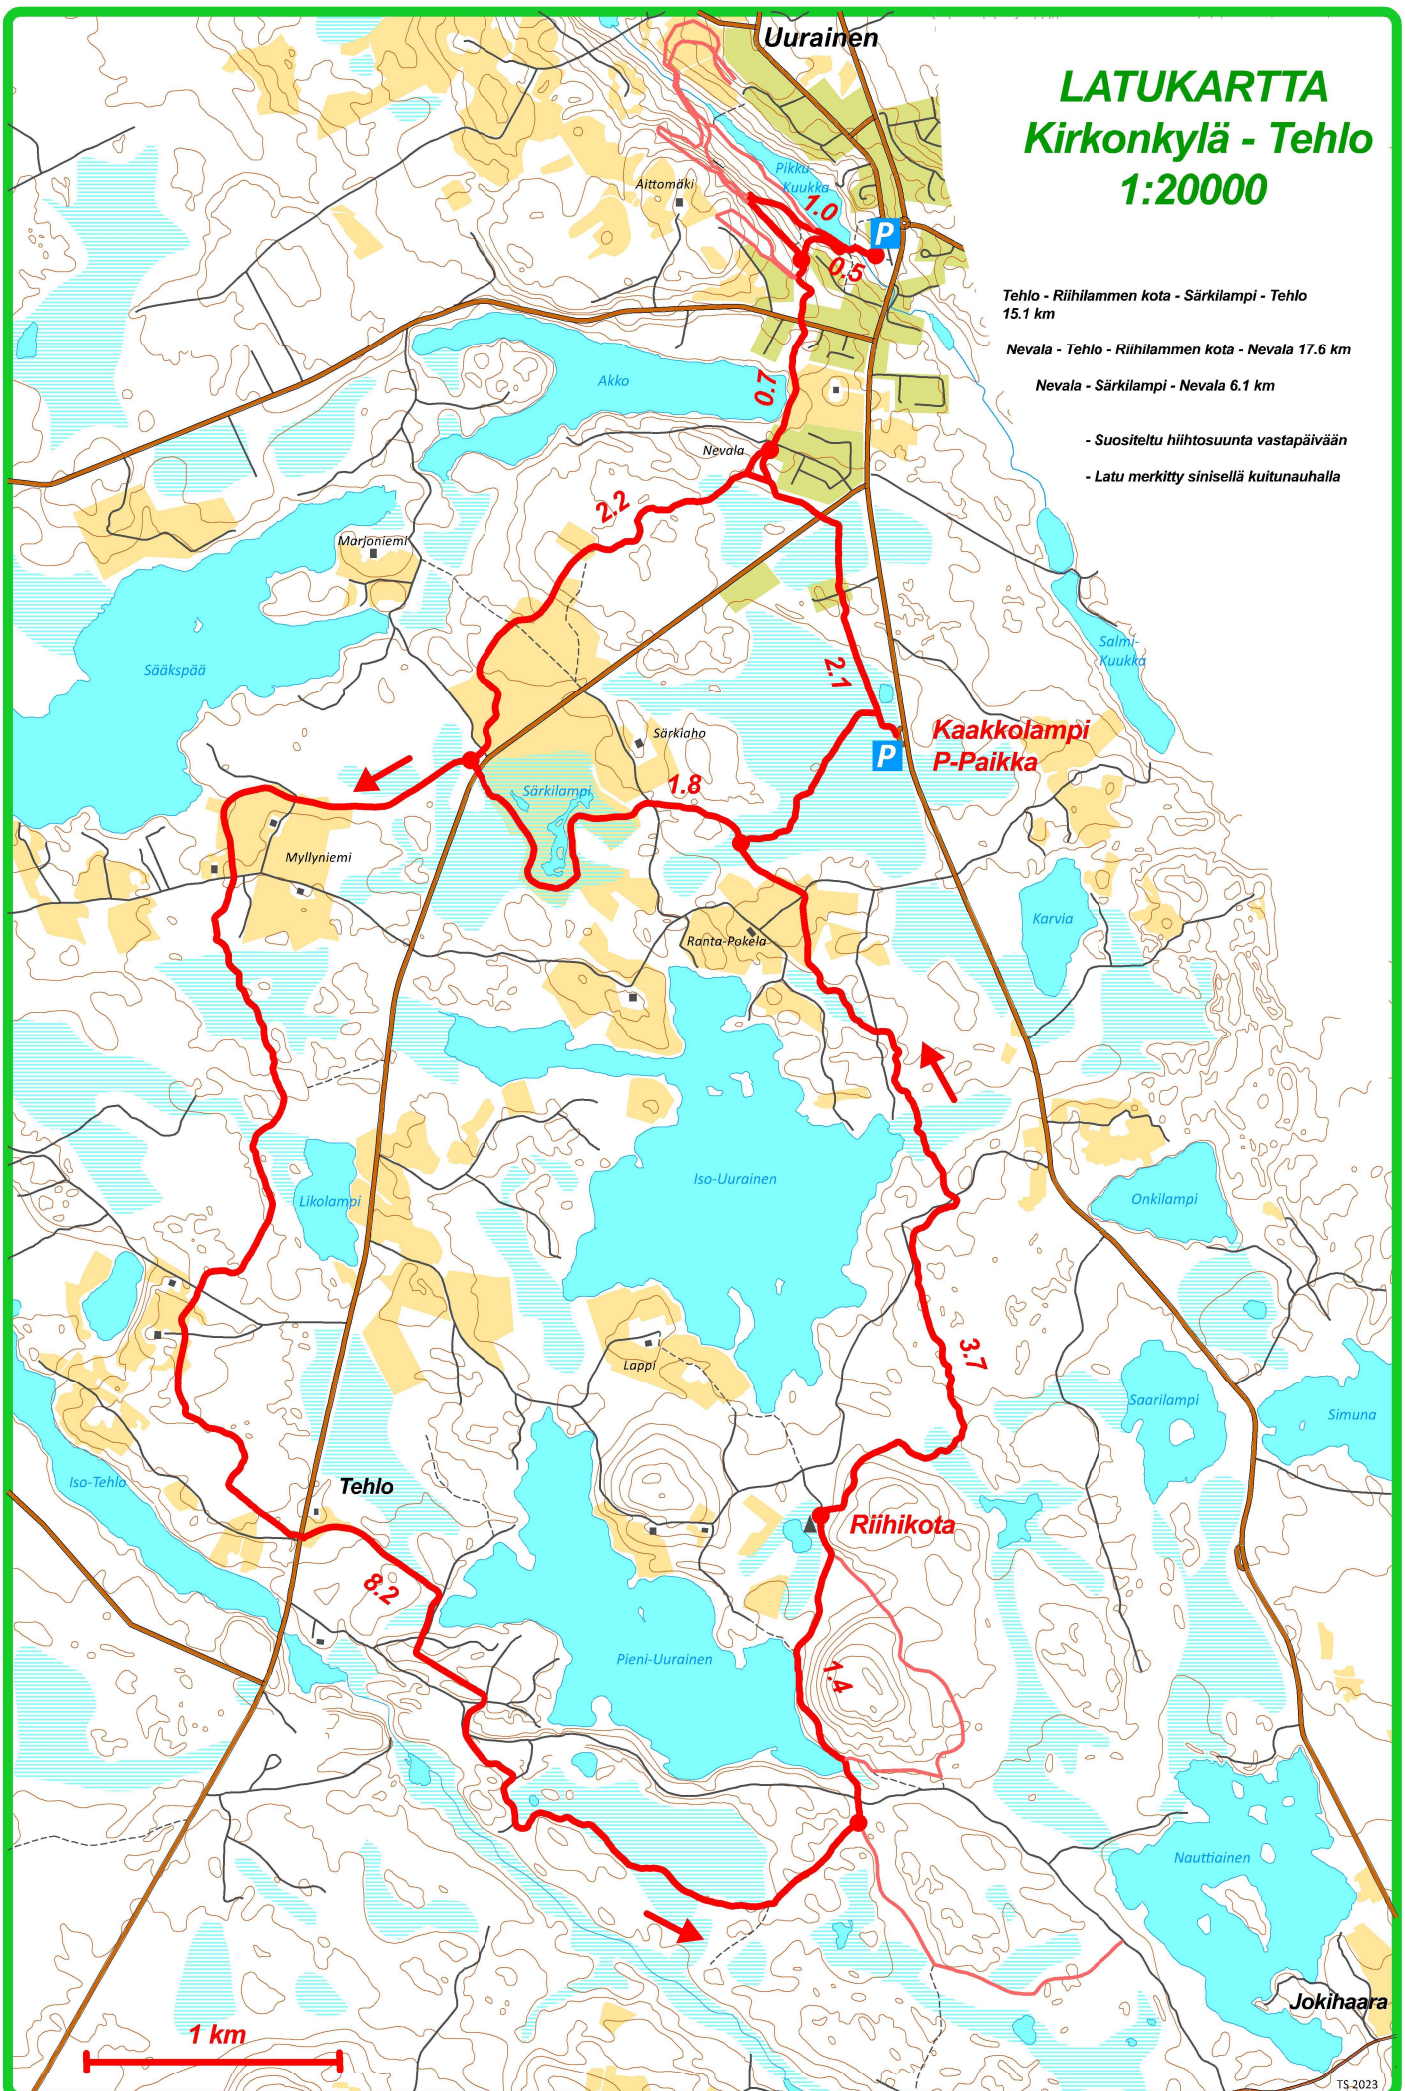 Uurainen
LATUKARTTA
Kirkonkylä - Tehlo
1:20000
Pikku
Kuukka
Aittomäki
1.0
P
0.5
Tehlo - Riihilammen kota - Särkilampi - Tehlo
15.1 km
Nevala - Tehlo - Riihilammen kota - Nevala 17.6 km
Akko
0.7
Nevala - Särkilampi - Nevala 6.1 km
- Suositeltu hiihtosuunta vastapäivään
Nevala
- Latu merkitty sinisellä kuitunauhalla
2.2
Marjoniemi
Salmi-
Kuukka
Sääkspää
2.1
Särkiaho
Kaakkolampi
P-Paikka
P
1.8
Särkilampi
Myllyniemi
Karvia
Ranta-Pokela
Iso-Uurainen
Likolampi
Onkilampi
3.7
Lappi
Saarilampi
Simuna
Iso-Tehlo
Tehlo
Riihikota
8.2
Pieni-Uurainen
1.4
Nauttiainen
Jokihaara
1 km
TS 2023